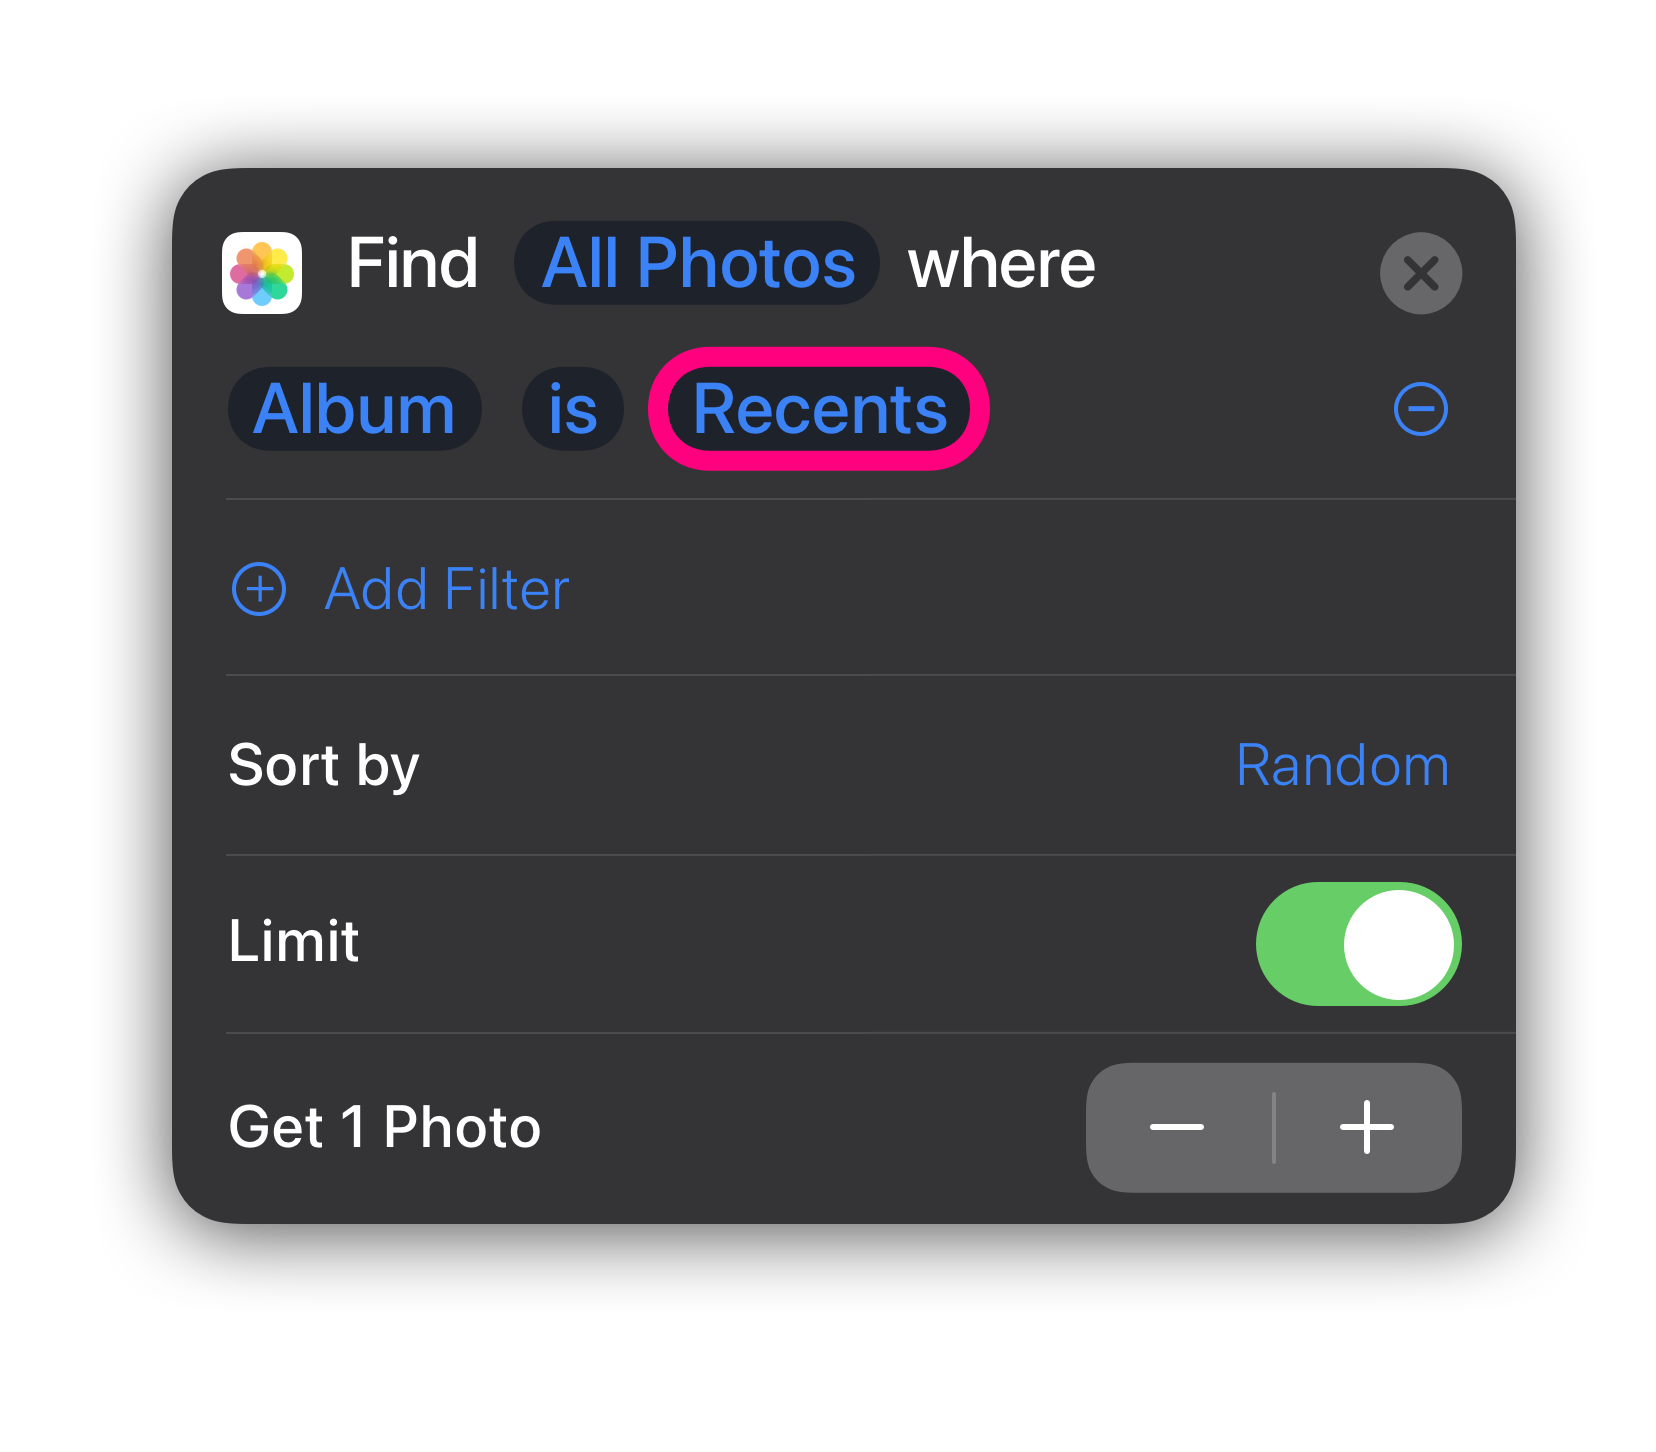 Find All Photos where
Album is Recents
Add Filter
Sort by Random
Limit
Get 1 Photo